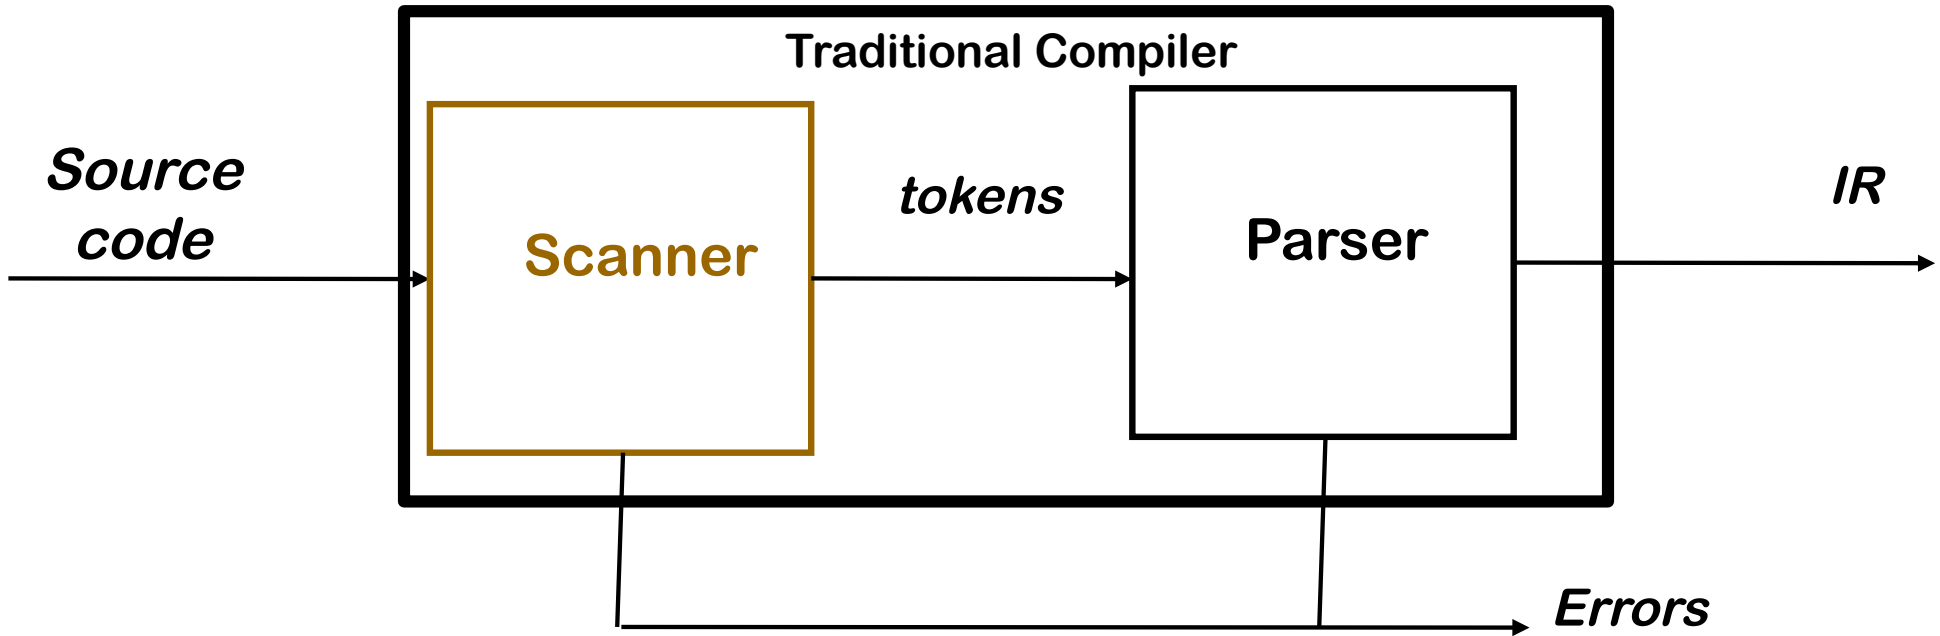 Traditional Compiler
Source
code
Scanner
tokens
Parser
IR
Errors